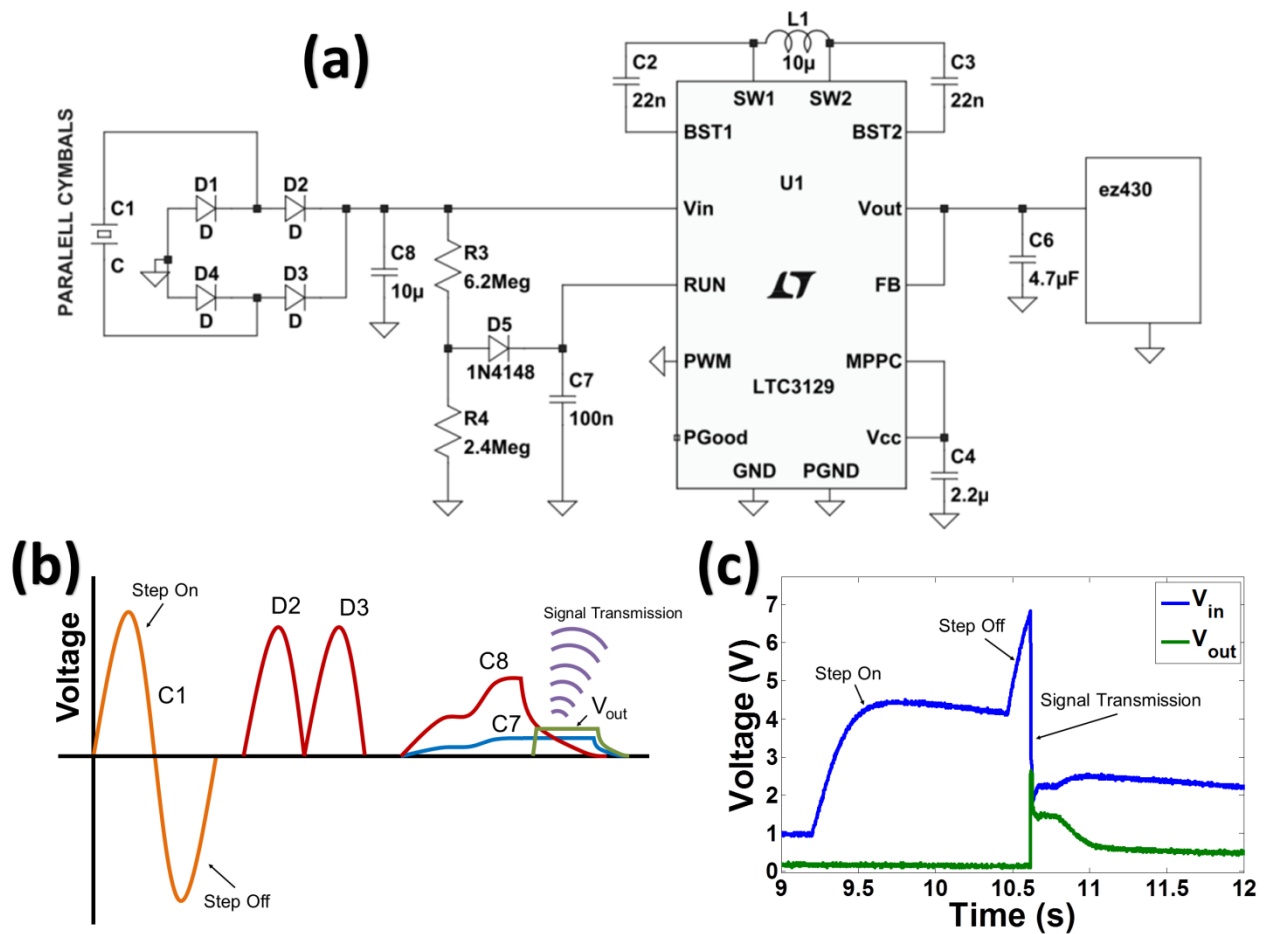 (a)
L1
10µ
C2
22n
C3
22n
SW1
SW2
BST1
BST2
PARALELL CYMBALS
C1
C
D1
D
D2
D
D4
D
D3
D
C8
10µ
R3
6.2Meg
D5
1N4148
R4
2.4Meg
C7
100n
U1
Vin
Vout
RUN
FB
PWM
MPPC
LTC3129
PGood
Vcc
GND
PGND
ez430
C6
4.7µF
C4
2.2µ
(b)
Voltage
Step On
C1
Step Off
D2
D3
C8
C7
Signal Transmission
Vout
(c)
Voltage (V)
7
6
5
4
3
2
1
0
Step On
Step Off
Signal Transmission
Vin
Vout
9 9.5 10 10.5 11 11.5 12
Time (s)